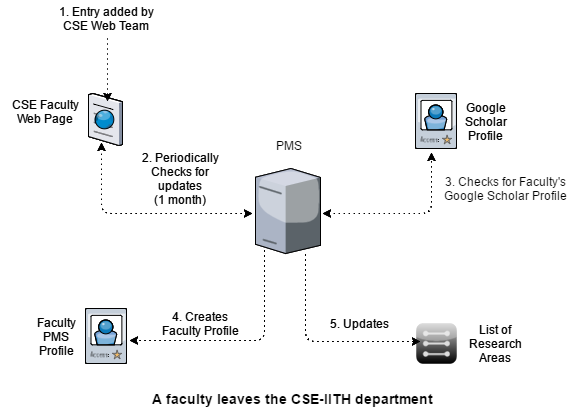 1. Entry added by
CSE Web Team
CSE Faculty
Web Page
Google
Scholar
Profile
Access:
PMS
2. Periodically
Checks for
updates
(1 month)
3. Checks for Faculty's
Google Scholar Profile
Faculty
PMS
Profile
Access:
4. Creates
Faculty Profile
5. Updates
List of
Research
Areas
A faculty leaves the CSE-IITH department